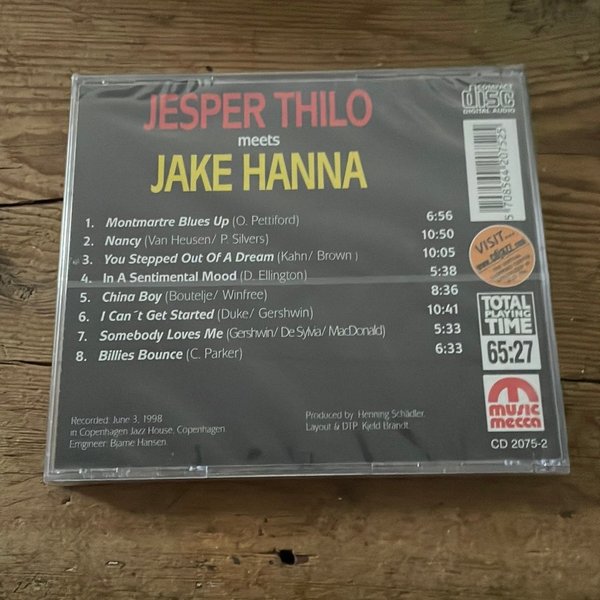 JESPER THILO
meets
JAKE HANNA
COMPACT
disc
DIGITAL AUDIO
1. Montmartre Blues Up (O. Pettiford) 6:56
2. Nancy (Van Heusen/ P. Silvers) 10:50
3. You Stepped Out Of A Dream (Kahn/ Brown ) 10:05
4. In A Sentimental Mood (D. Ellington) 5:38
5. China Boy (Boutelje/ Winfree) 8:36
6. I Can´t Get Started (Duke/ Gershwin) 10:41
7. Somebody Loves Me (Gershwin/ De Sylvia/ MacDonald) 5:33
8. Billies Bounce (C. Parker) 6:33
5 708564 207525
VISIT....
TOTAL
PLAYING
TIME
65:27
music
mecca
CD 2075-2
Recorded: June 3, 1998
in Copenhagen Jazz House, Copenhagen.
Emgineer: Bjarne Hansen.
Produced by: Henning Schädler.
Layout & DTP: Kjeld Brandt.